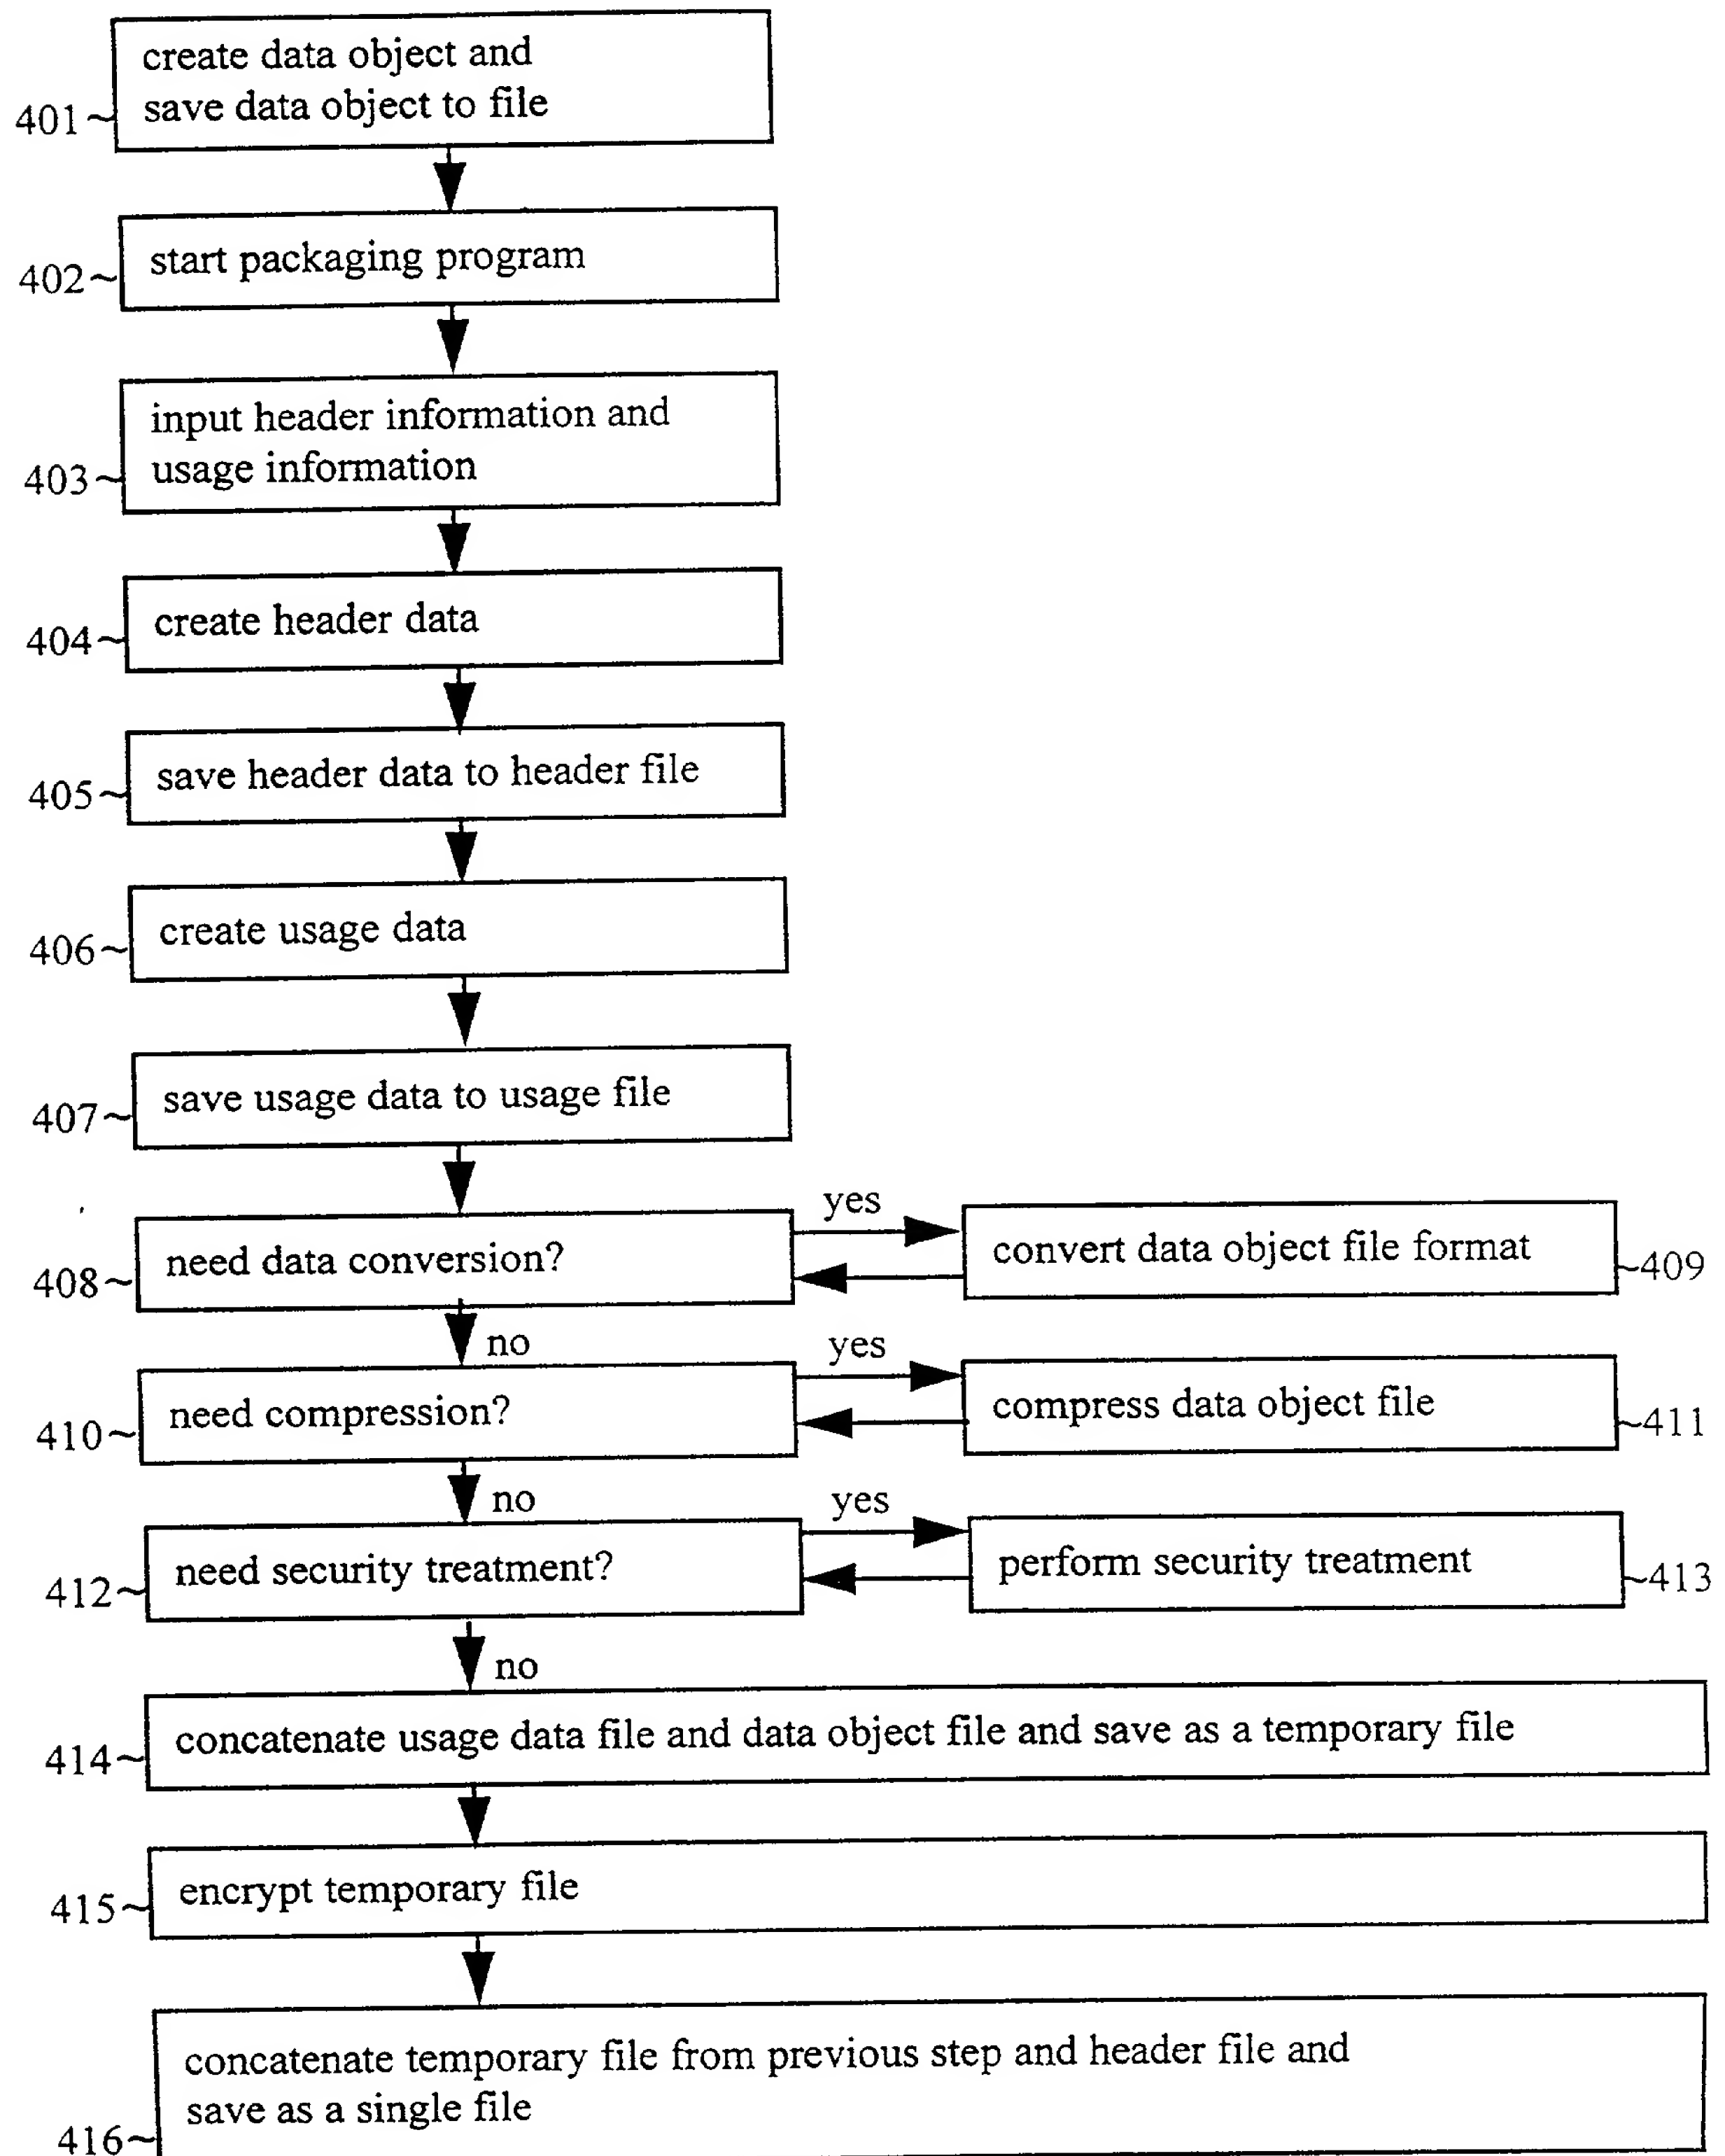 create data object and
save data object to file
401~
start packaging program
402~
input header information and
usage information
403~
create header data
404~
save header data to header file
405~
create usage data
406~
save usage data to usage file
407~
yes
need data conversion?
convert data object file format
408~
~409
no
yes
need compression?
compress data object file
410~
~411
no
yes
need security treatment?
perform security treatment
412~
~413
no
concatenate usage data file and data object file and save as a temporary file
414~
encrypt temporary file
415~
concatenate temporary file from previous step and header file and
save as a single file
416~